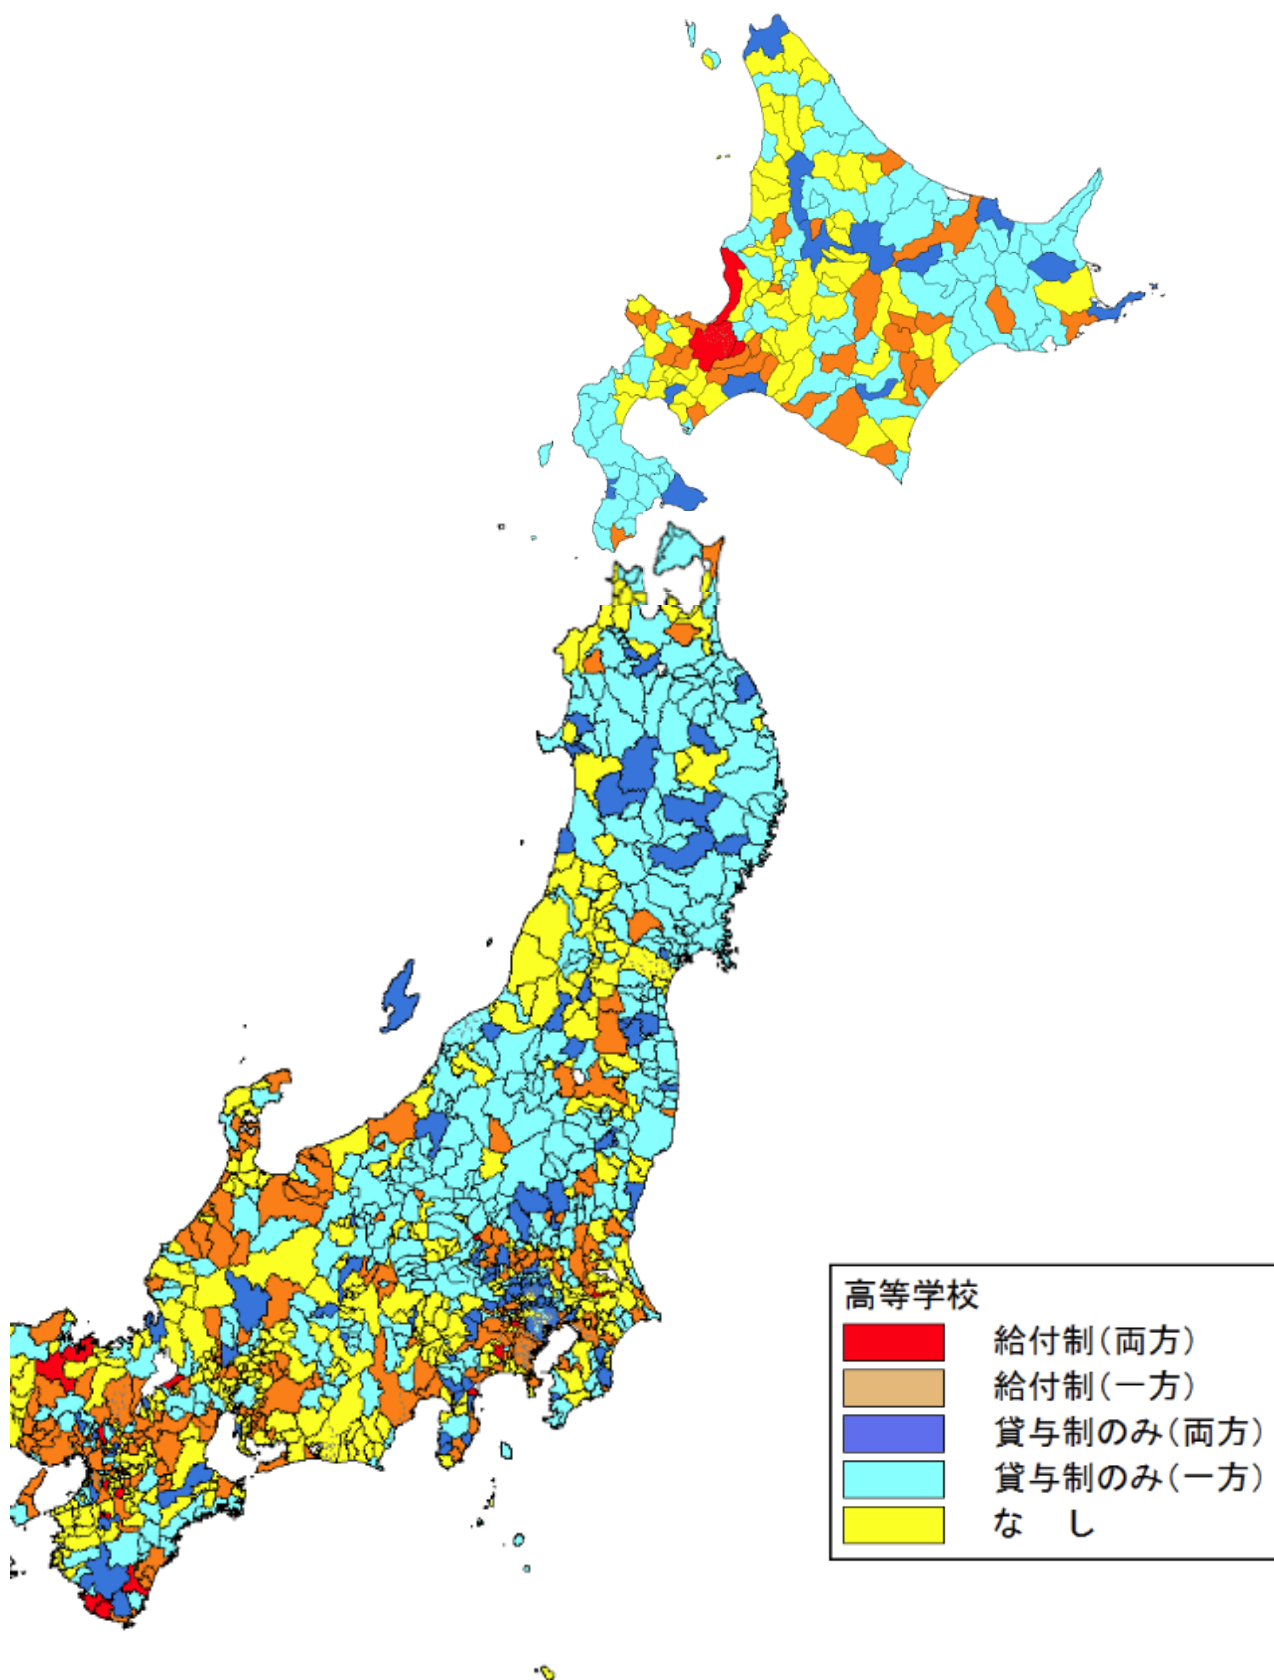 高等学校
給付制(両方)
給付制(一方)
貸与制のみ(両方)
貸与制のみ(一方)
な し